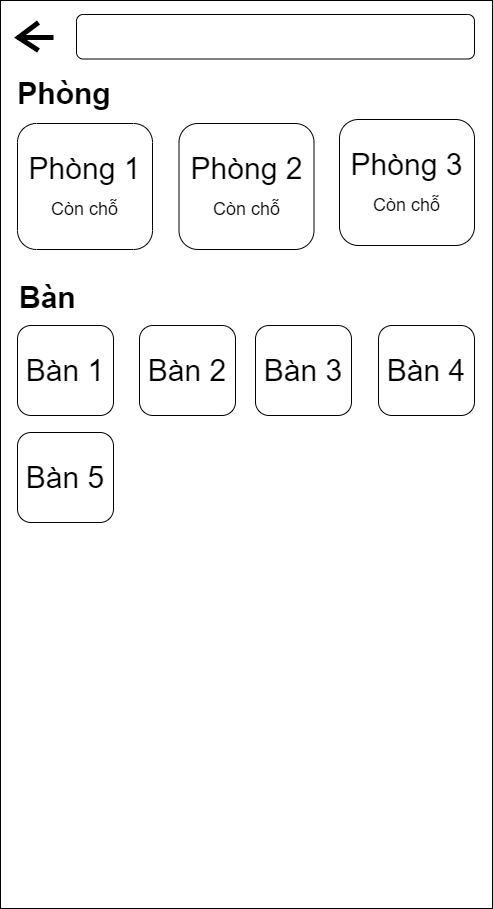 Phòng
Phòng 1
Còn chỗ
Phòng 2
Còn chỗ
Phòng 3
Còn chỗ
Bàn
Bàn 1
Bàn 2
Bàn 3
Bàn 4
Bàn 5